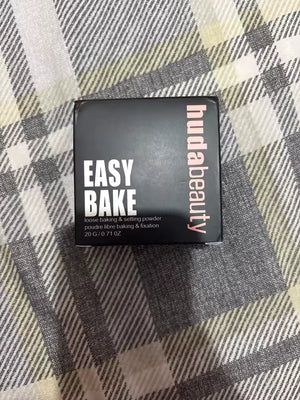 hudabeauty
EASY
BAKE
loose baking & setting powder
poudre libre baking & fixation
20 G / 0.71 OZ